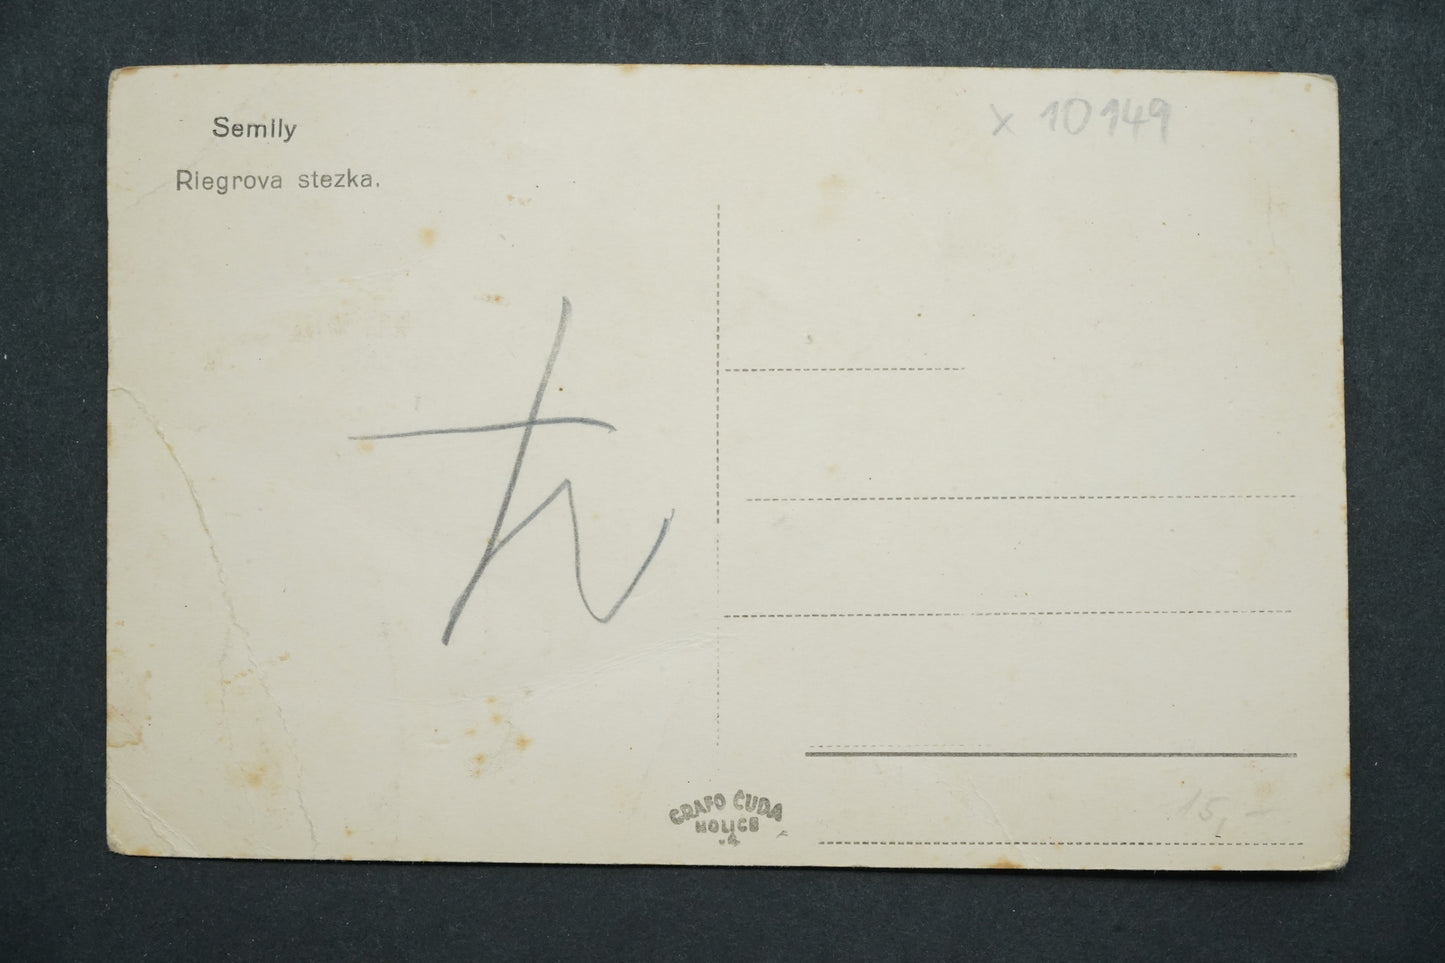 Semily
Riegrova stezka.
x 10149
GRAFO ČUDA
HOLICE
15,-